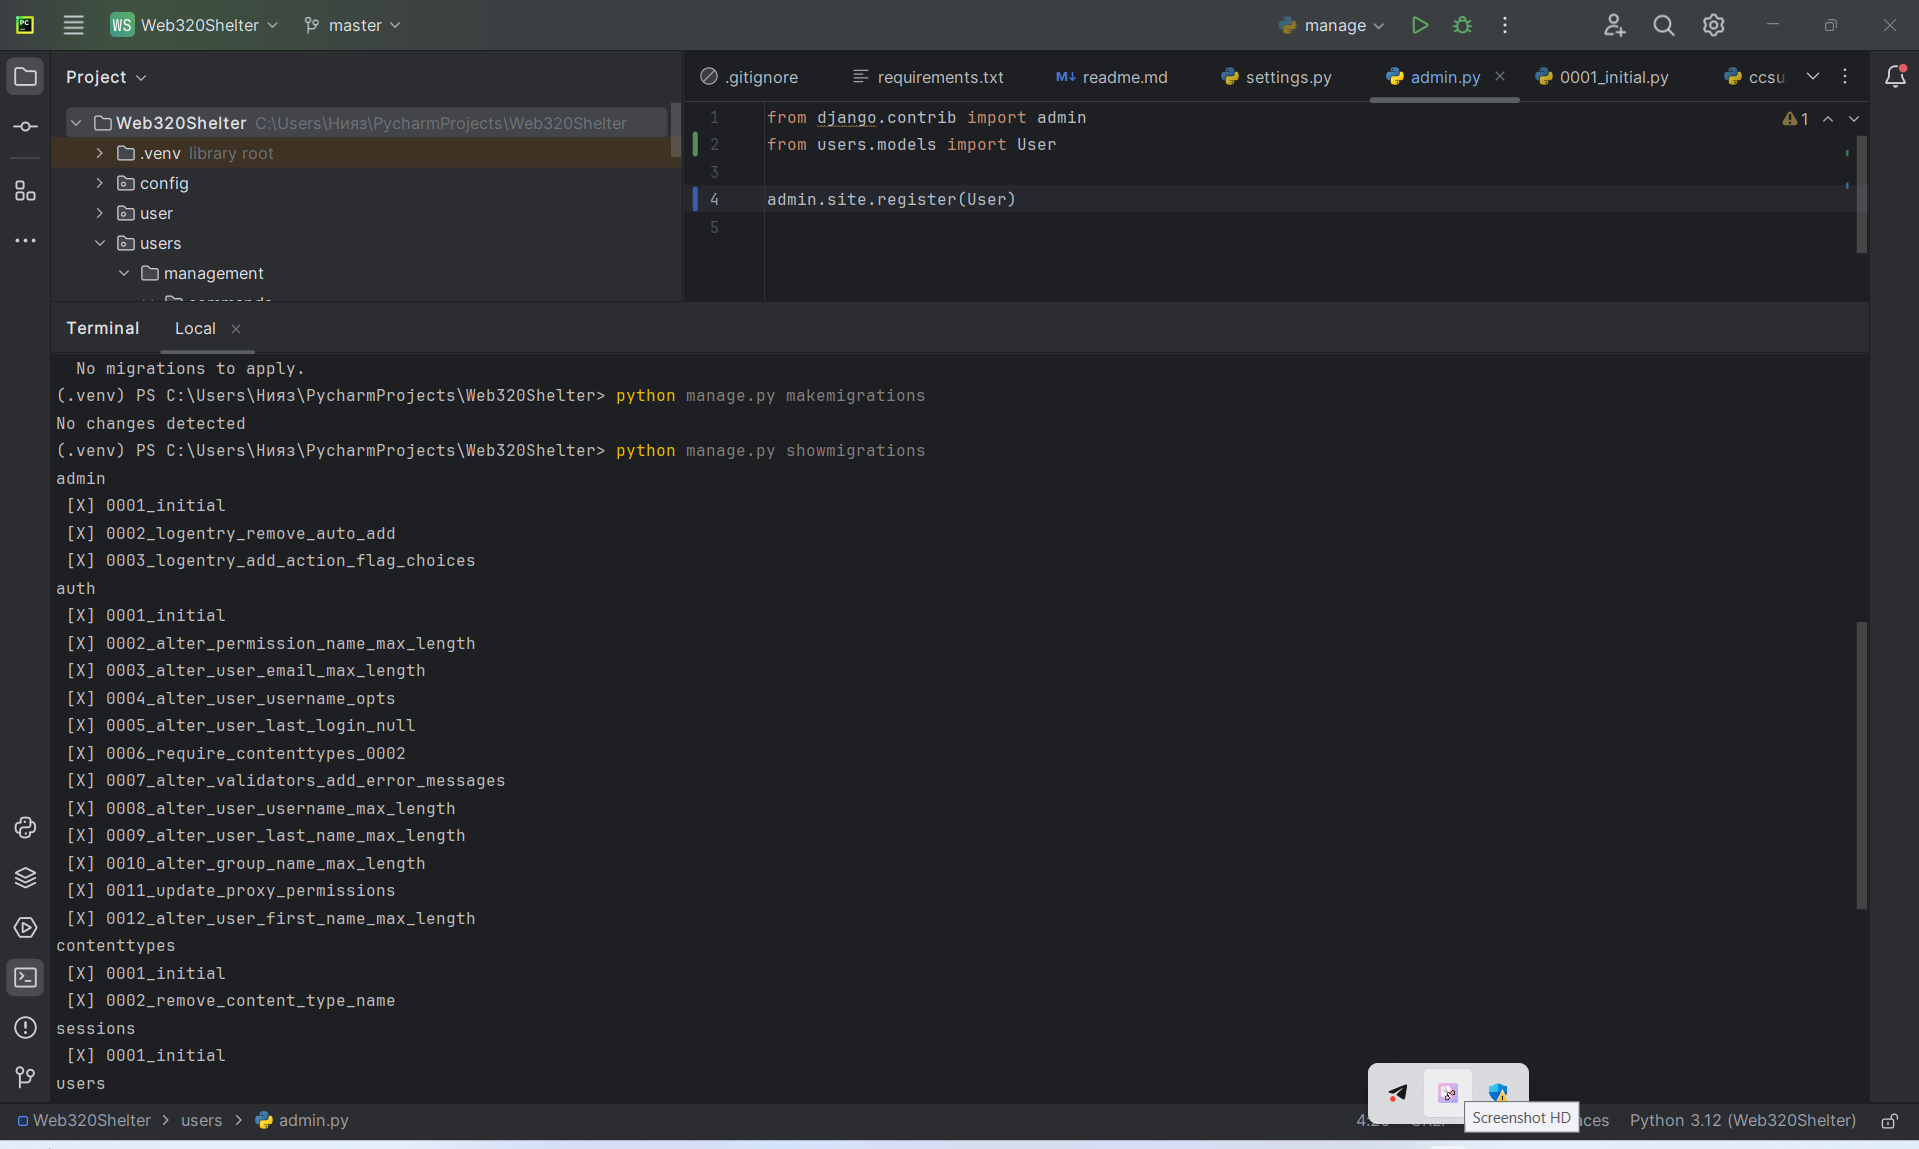 PC
WS Web320Shelter master manage
Project
.gitignore requirements.txt M↓ readme.md settings.py admin.py 0001_initial.py ccsu
Web320Shelter C:\Users\Нияз\PycharmProjects\Web320Shelter
.venv library root
config
user
users
management
1 from django.contrib import admin
2 from users.models import User
3
4 admin.site.register(User)
5
1
Terminal Local
No migrations to apply.
(.venv) PS C:\Users\Нияз\PycharmProjects\Web320Shelter> python manage.py makemigrations
No changes detected
(.venv) PS C:\Users\Нияз\PycharmProjects\Web320Shelter> python manage.py showmigrations
admin
[X] 0001_initial
[X] 0002_logentry_remove_auto_add
[X] 0003_logentry_add_action_flag_choices
auth
[X] 0001_initial
[X] 0002_alter_permission_name_max_length
[X] 0003_alter_user_email_max_length
[X] 0004_alter_user_username_opts
[X] 0005_alter_user_last_login_null
[X] 0006_require_contenttypes_0002
[X] 0007_alter_validators_add_error_messages
[X] 0008_alter_user_username_max_length
[X] 0009_alter_user_last_name_max_length
[X] 0010_alter_group_name_max_length
[X] 0011_update_proxy_permissions
[X] 0012_alter_user_first_name_max_length
contenttypes
[X] 0001_initial
[X] 0002_remove_content_type_name
sessions
[X] 0001_initial
users
Web320Shelter > users > admin.py
Screenshot HD
aces Python 3.12 (Web320Shelter)